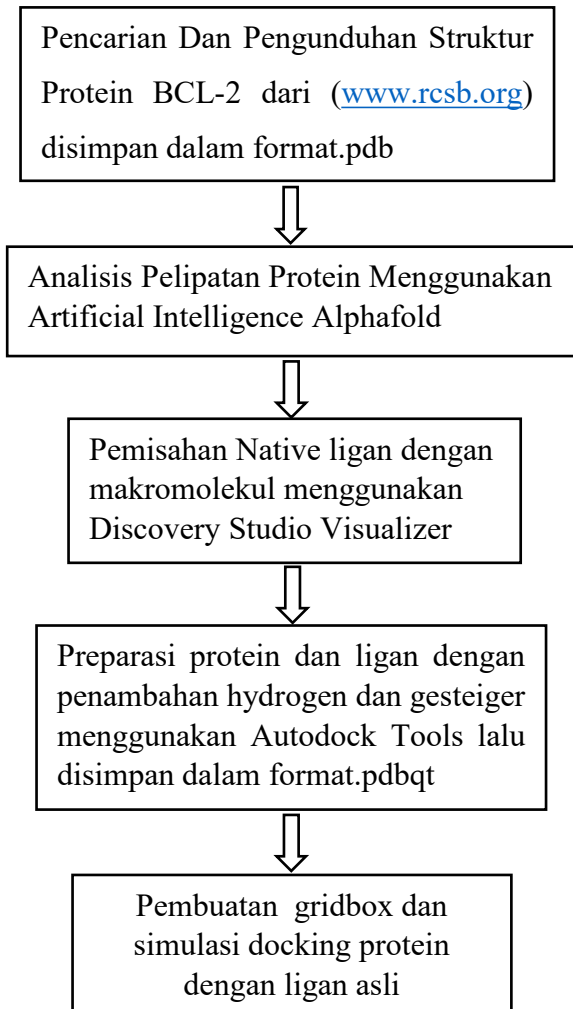 Pencarian Dan Pengunduhan Struktur
Protein BCL-2 dari (www.rcsb.org)
disimpan dalam format.pdb
Analisis Pelipatan Protein Menggunakan
Artificial Intelligence Alphafold
Pemisahan Native ligan dengan
makromolekul menggunakan
Discovery Studio Visualizer
Preparasi protein dan ligan dengan
penambahan hydrogen dan gesteiger
menggunakan Autodock Tools lalu
disimpan dalam format.pdbqt
Pembuatan gridbox dan
simulasi docking protein
dengan ligan asli